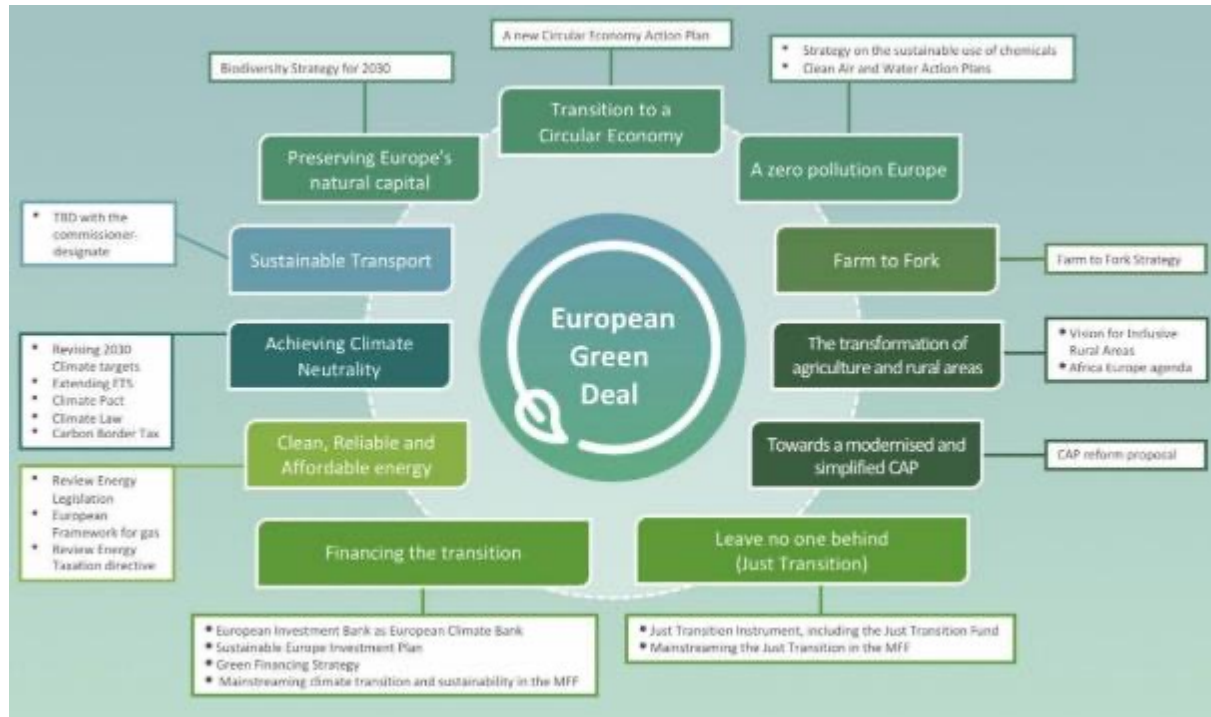 A new Circular Economy Action Plan
Biodiversity Strategy for 2030
• Strategy on the sustainable use of chemicals
• Clean Air and Water Action Plans
Transition to a
Circular Economy
Preserving Europe's
natural capital
A zero pollution Europe
• TBD with the
commissioner-
designate
Sustainable Transport
Farm to Fork
Farm to Fork Strategy
European
Green
Deal
Achieving Climate
Neutrality
• Revising 2030
Climate targets
• Extending ETS
• Climate Pact
• Climate Law
• Carbon Border Tax
The transformation of
agriculture and rural areas
• Vision for Inclusive
Rural Areas
• Africa Europe agenda
Clean, Reliable and
Affordable energy
• Review Energy
Legislation
• European
Framework for gas
• Review Energy
Taxation directive
Towards a modernised and
simplified CAP
CAP reform proposal
Financing the transition
Leave no one behind
(Just Transition)
• European Investment Bank as European Climate Bank
• Sustainable Europe Investment Plan
• Green Financing Strategy
• Mainstreaming climate transition and sustainability in the MFF
• Just Transition Instrument, including the Just Transition Fund
• Mainstreaming the Just Transition in the MFF